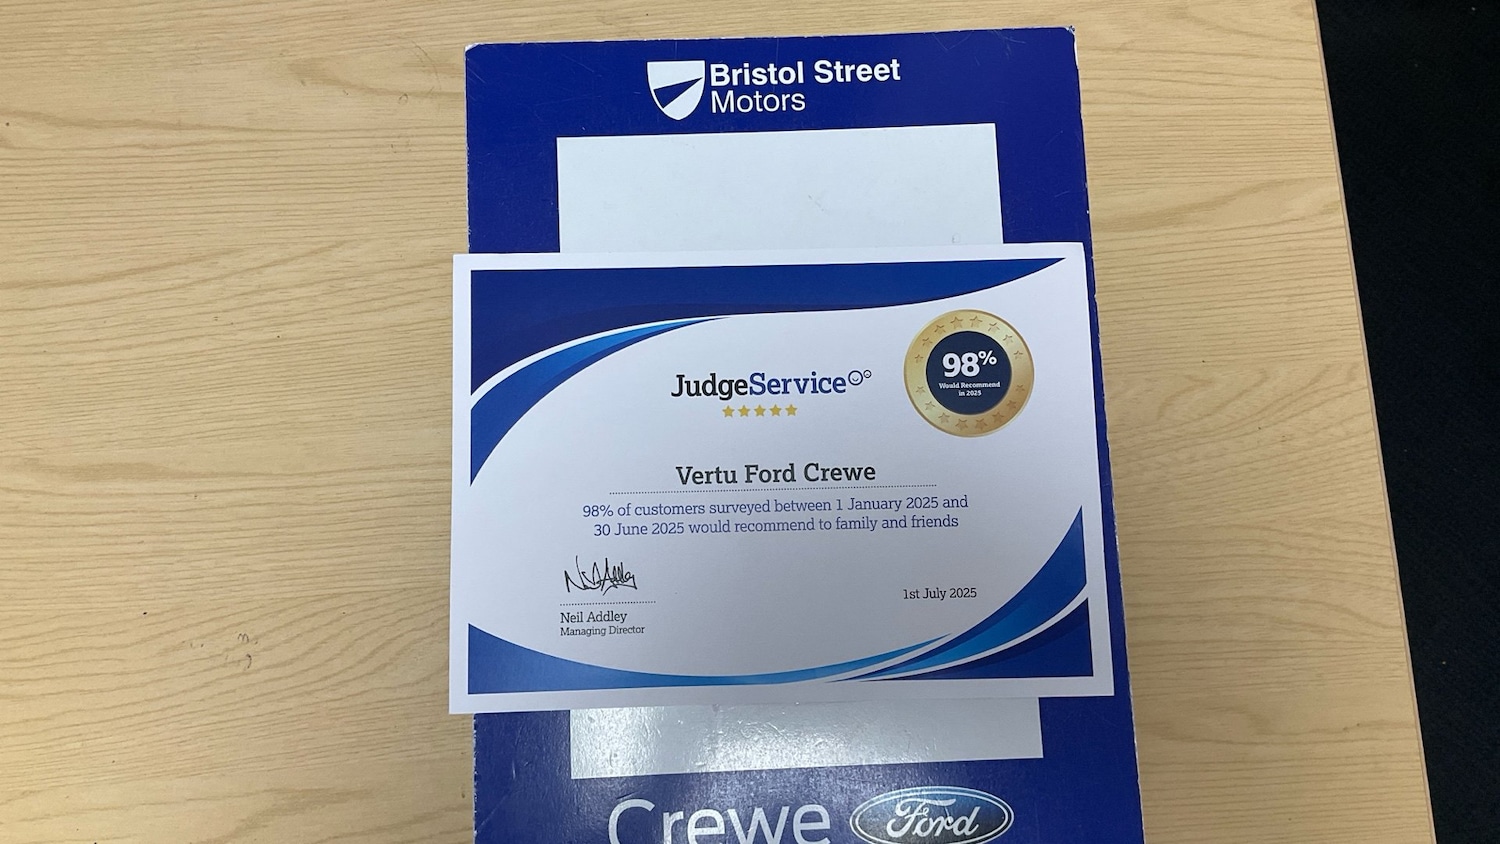 Bristol Street
Motors
JudgeService
98%
Would Recommend
in 2025
Vertu Ford Crewe
98% of customers surveyed between 1 January 2025 and
30 June 2025 would recommend to family and friends
Neil Addley
Managing Director
1st July 2025
Crewe Ford